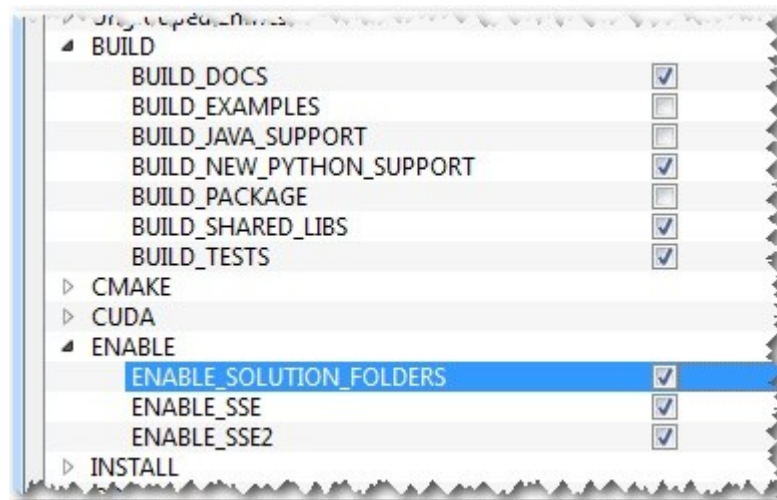 BUILD
BUILD_DOCS
BUILD_EXAMPLES
BUILD_JAVA_SUPPORT
BUILD_NEW_PYTHON_SUPPORT
BUILD_PACKAGE
BUILD_SHARED_LIBS
BUILD_TESTS
CMAKE
CUDA
ENABLE
ENABLE_SOLUTION_FOLDERS
ENABLE_SSE
ENABLE_SSE2
INSTALL